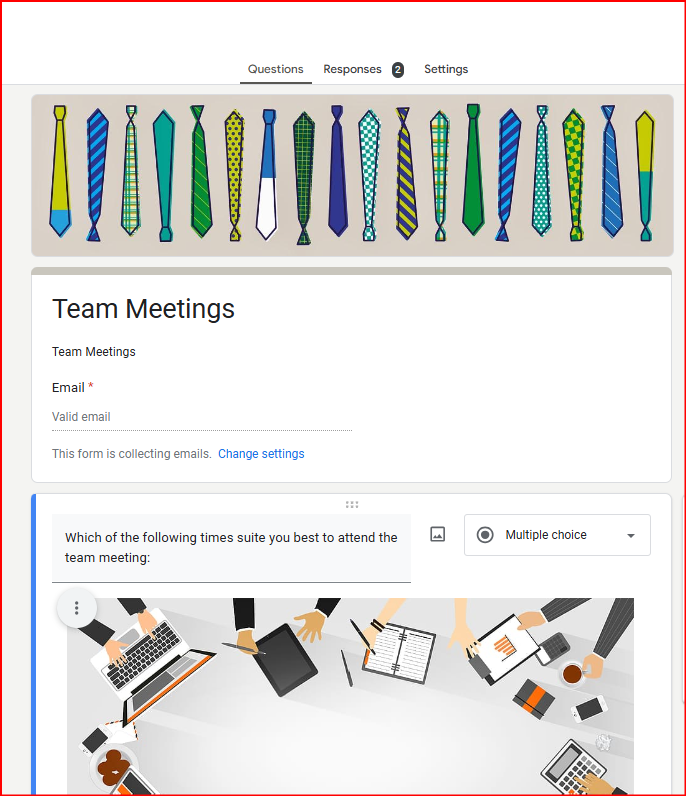 Questions Responses 2 Settings
Team Meetings
Team Meetings
Email *
Valid email
This form is collecting emails. Change settings
Which of the following times suite you best to attend the
team meeting:
Multiple choice